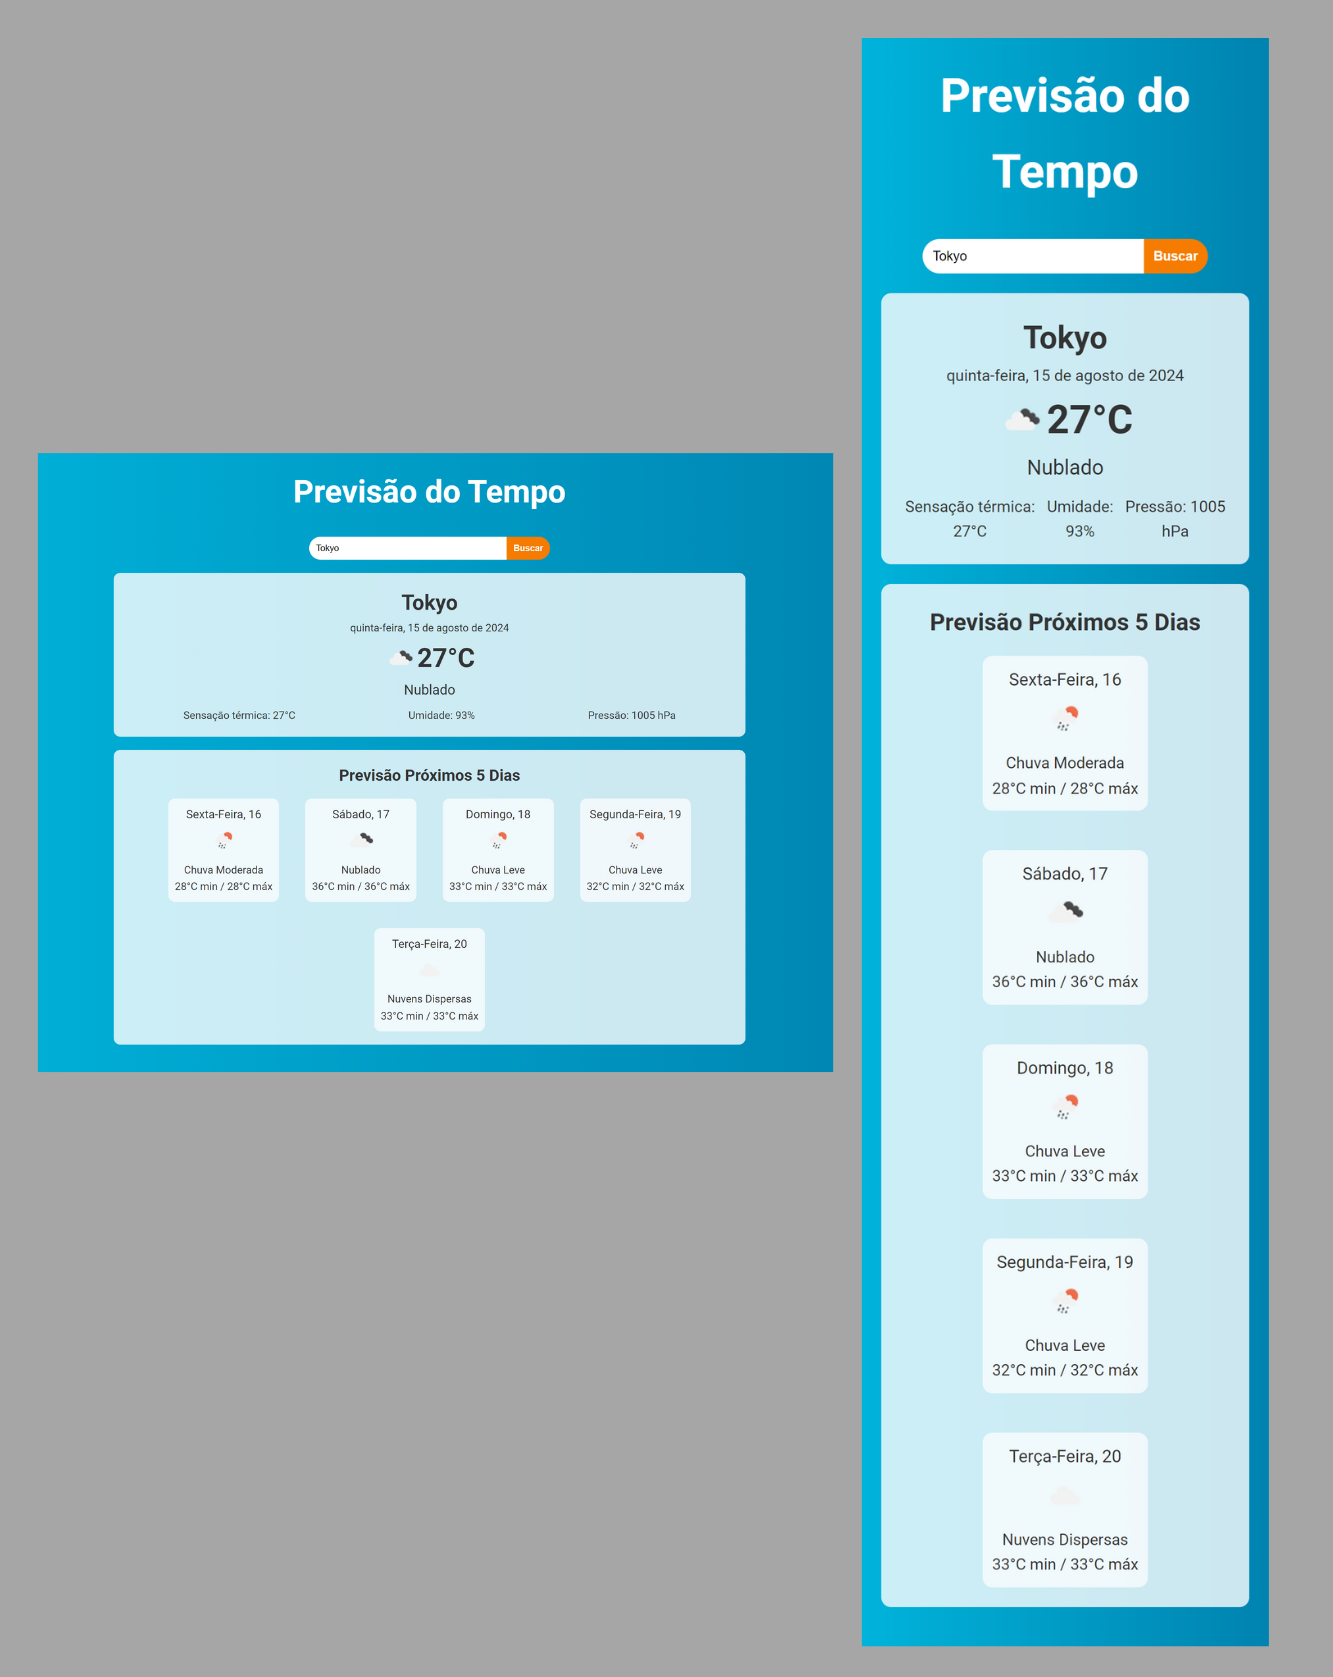 Previsão do Tempo
Tokyo
Buscar
Tokyo
quinta-feira, 15 de agosto de 2024
27°C
Nublado
Sensação térmica: 27°C
Umidade: 93%
Pressão: 1005 hPa
Previsão Próximos 5 Dias
Sexta-Feira, 16
Chuva Moderada
28°C min / 28°C máx
Sábado, 17
Nublado
36°C min / 36°C máx
Domingo, 18
Chuva Leve
33°C min / 33°C máx
Segunda-Feira, 19
Chuva Leve
32°C min / 32°C máx
Terça-Feira, 20
Nuvens Dispersas
33°C min / 33°C máx
Previsão do
Tempo
Tokyo
Buscar
Tokyo
quinta-feira, 15 de agosto de 2024
27°C
Nublado
Sensação térmica:
27°C
Umidade:
93%
Pressão: 1005
hPa
Previsão Próximos 5 Dias
Sexta-Feira, 16
Chuva Moderada
28°C min / 28°C máx
Sábado, 17
Nublado
36°C min / 36°C máx
Domingo, 18
Chuva Leve
33°C min / 33°C máx
Segunda-Feira, 19
Chuva Leve
32°C min / 32°C máx
Terça-Feira, 20
Nuvens Dispersas
33°C min / 33°C máx